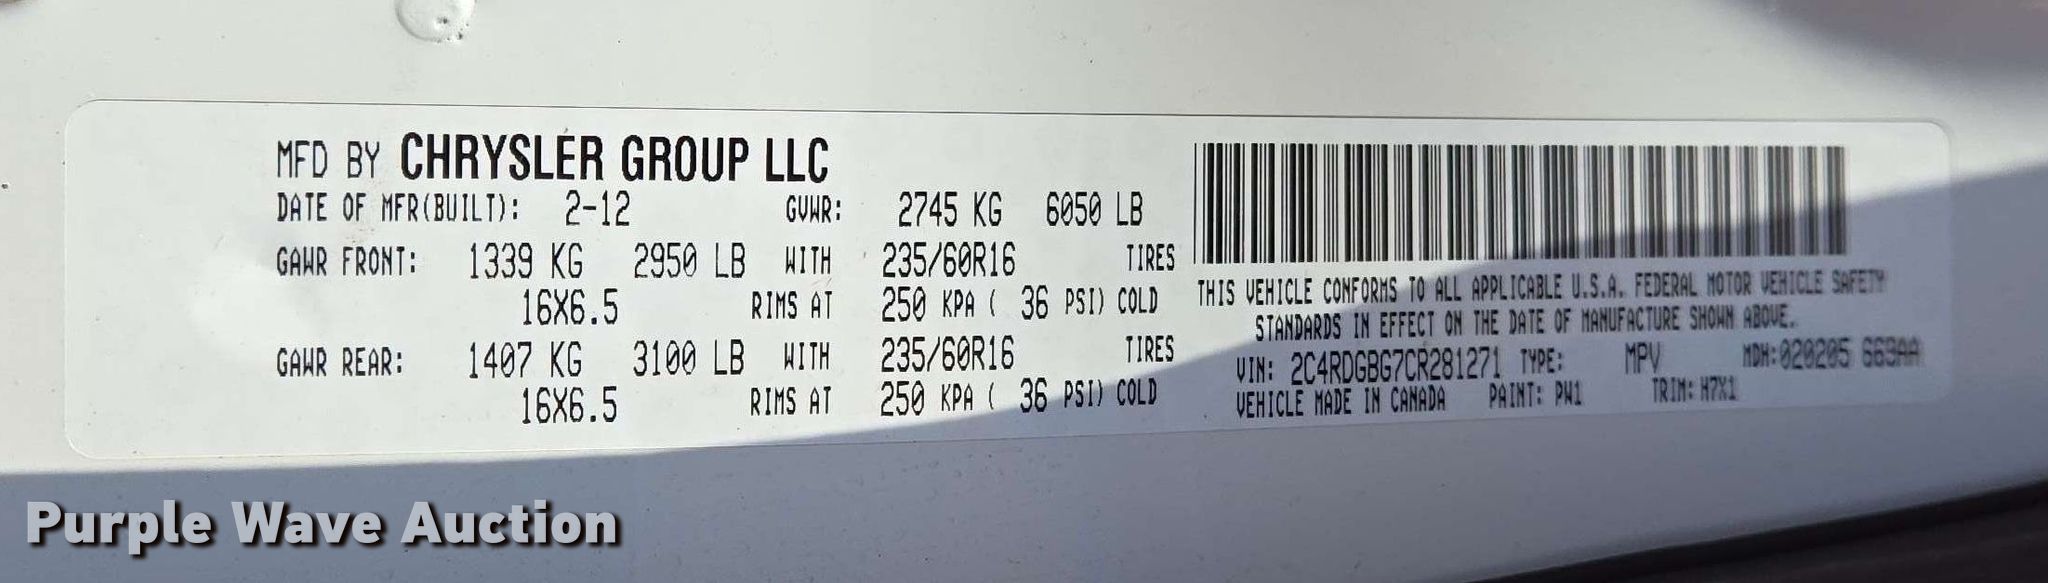 MFD BY CHRYSLER GROUP LLC
DATE OF MFR(BUILT): 2-12 GVWR: 2745 KG 6050 LB
GAWR FRONT: 1339 KG 2950 LB WITH 235/60R16 TIRES
16X6.5 RIMS AT 250 KPA ( 36 PSI) COLD
GAWR REAR: 1407 KG 3100 LB WITH 235/60R16 TIRES
16X6.5 RIMS AT 250 KPA ( 36 PSI) COLD
THIS VEHICLE CONFORMS TO ALL APPLICABLE U.S.A. FEDERAL MOTOR VEHICLE SAFETY
STANDARDS IN EFFECT ON THE DATE OF MANUFACTURE SHOWN ABOVE.
VIN: 2C4RDGBG7CR281271 TYPE: MPV MDH:020205 669AA
VEHICLE MADE IN CANADA PAINT: PW1 TRIM: H7X1
Purple Wave Auction